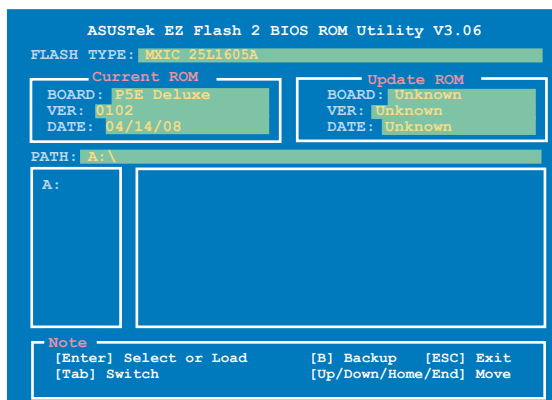 ASUSTek EZ Flash 2 BIOS ROM Utility V3.06
FLASH TYPE: MXIC 25L1605A
Current ROM
BOARD: P5E Deluxe
VER: 0102
DATE: 04/14/08
Update ROM
BOARD: Unknown
VER: Unknown
DATE: Unknown
PATH: A:\
A:
Note
[Enter] Select or Load [B] Backup [ESC] Exit
[Tab] Switch [Up/Down/Home/End] Move